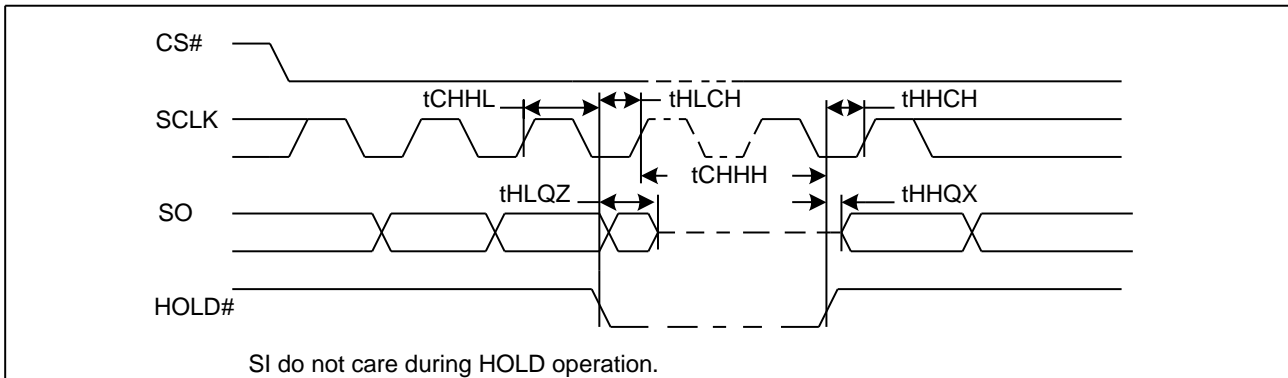 CS#
tCHHL tHLCH tHHCH
SCLK
tCHHH
tHLQZ tHHQX
SO
HOLD#
SI do not care during HOLD operation.